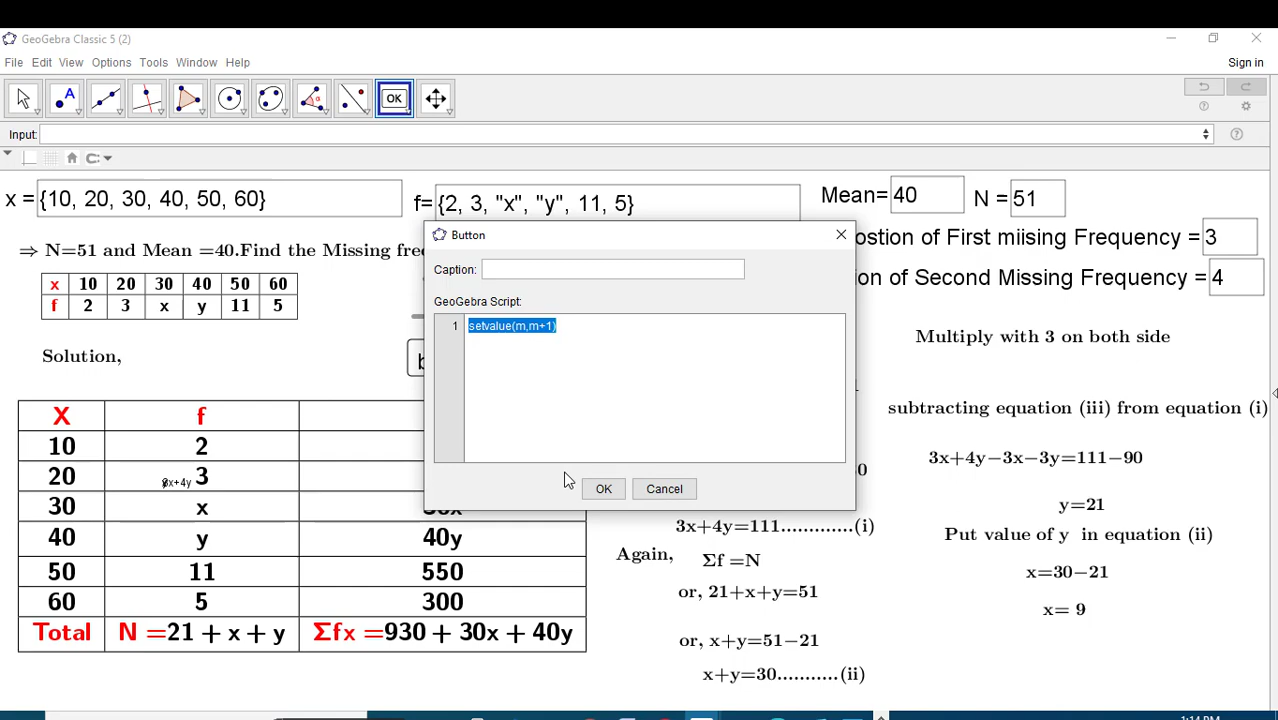 GeoGebra Classic 5 (2)
File Edit View Options Tools Window Help Sign in
OK
Input:
x = {10, 20, 30, 40, 50, 60} f= {2, 3, "x", "y", 11, 5} Mean= 40 N = 51
⇒ N=51 and Mean =40.Find the Missing fre
x 10 20 30 40 50 60
f 2 3 x y 11 5
Solution,
ostion of First miising Frequency = 3
n of Second Missing Frequency = 4
Button
Caption:
GeoGebra Script:
1 setvalue(m,m+1)
OK Cancel
X f
10 2
20 3
30 x
40 y 40y
50 11 550
60 5 300
Total N =21 + x + y Σfx =930 + 30x + 40y
3x+4y=111............(i)
Again, Σf =N
or, 21+x+y=51
or, x+y=51−21
x+y=30...........(ii)
Multiply with 3 on both side
subtracting equation (iii) from equation (i)
3x+4y−3x−3y=111−90
y=21
Put value of y in equation (ii)
x=30−21
x= 9